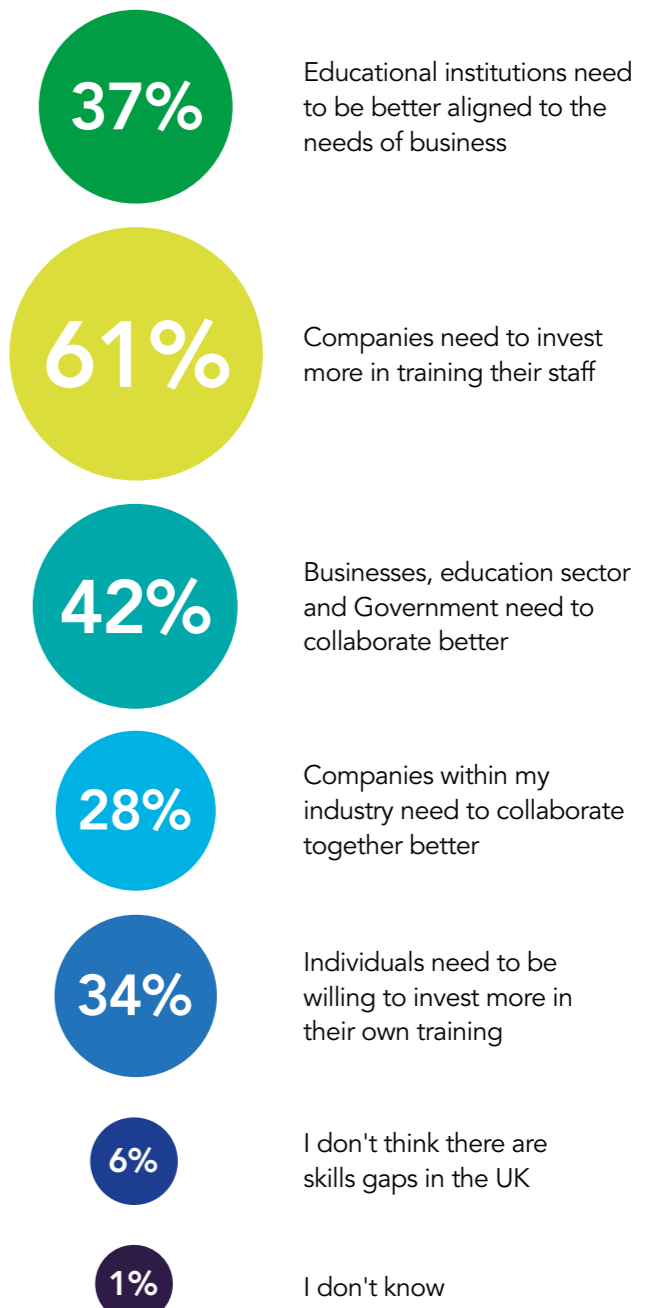 37%
Educational institutions need
to be better aligned to the
needs of business
61%
Companies need to invest
more in training their staff
42%
Businesses, education sector
and Government need to
collaborate better
28%
Companies within my
industry need to collaborate
together better
34%
Individuals need to be
willing to invest more in
their own training
6%
I don't think there are
skills gaps in the UK
1%
I don't know